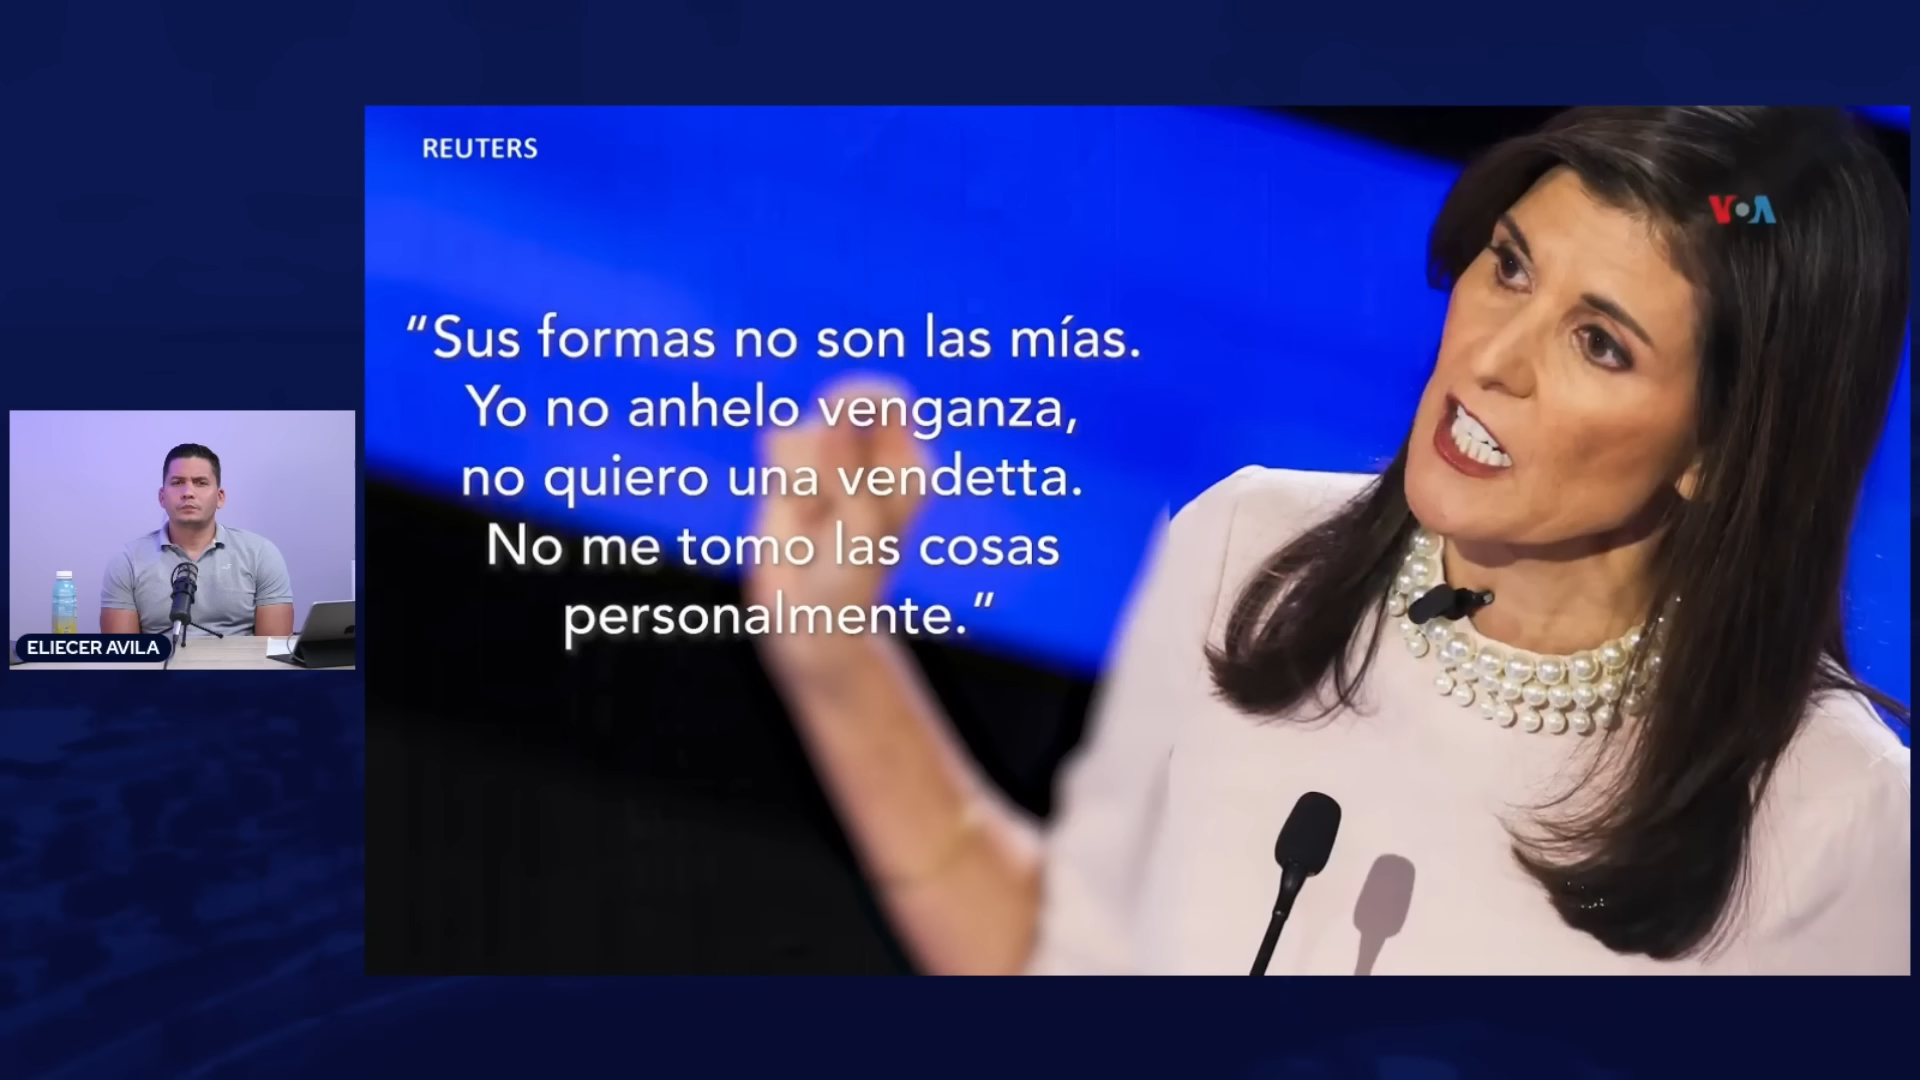 REUTERS
VOA
“Sus formas no son las mías.
Yo no anhelo venganza,
no quiero una vendetta.
No me tomo las cosas
personalmente.”
ELIECER AVILA